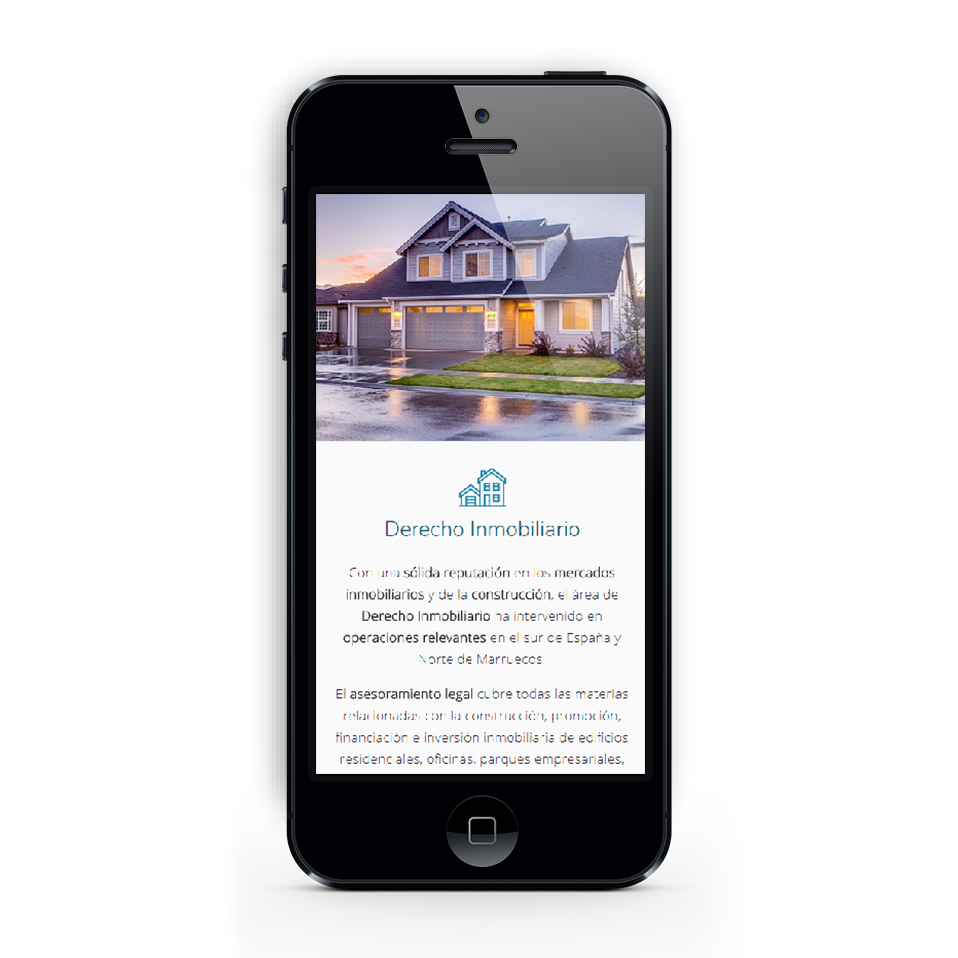 Derecho Inmobiliario
Con una sólida reputación en los mercados
inmobiliarios y de la construcción, el área de
Derecho Inmobiliario ha intervenido en
operaciones relevantes en el sur de España y
Norte de Marruecos.
El asesoramiento legal cubre todas las materias
relacionadas con la construcción, promoción,
financiación e inversión inmobiliaria de edificios
residenciales, oficinas, parques empresariales,